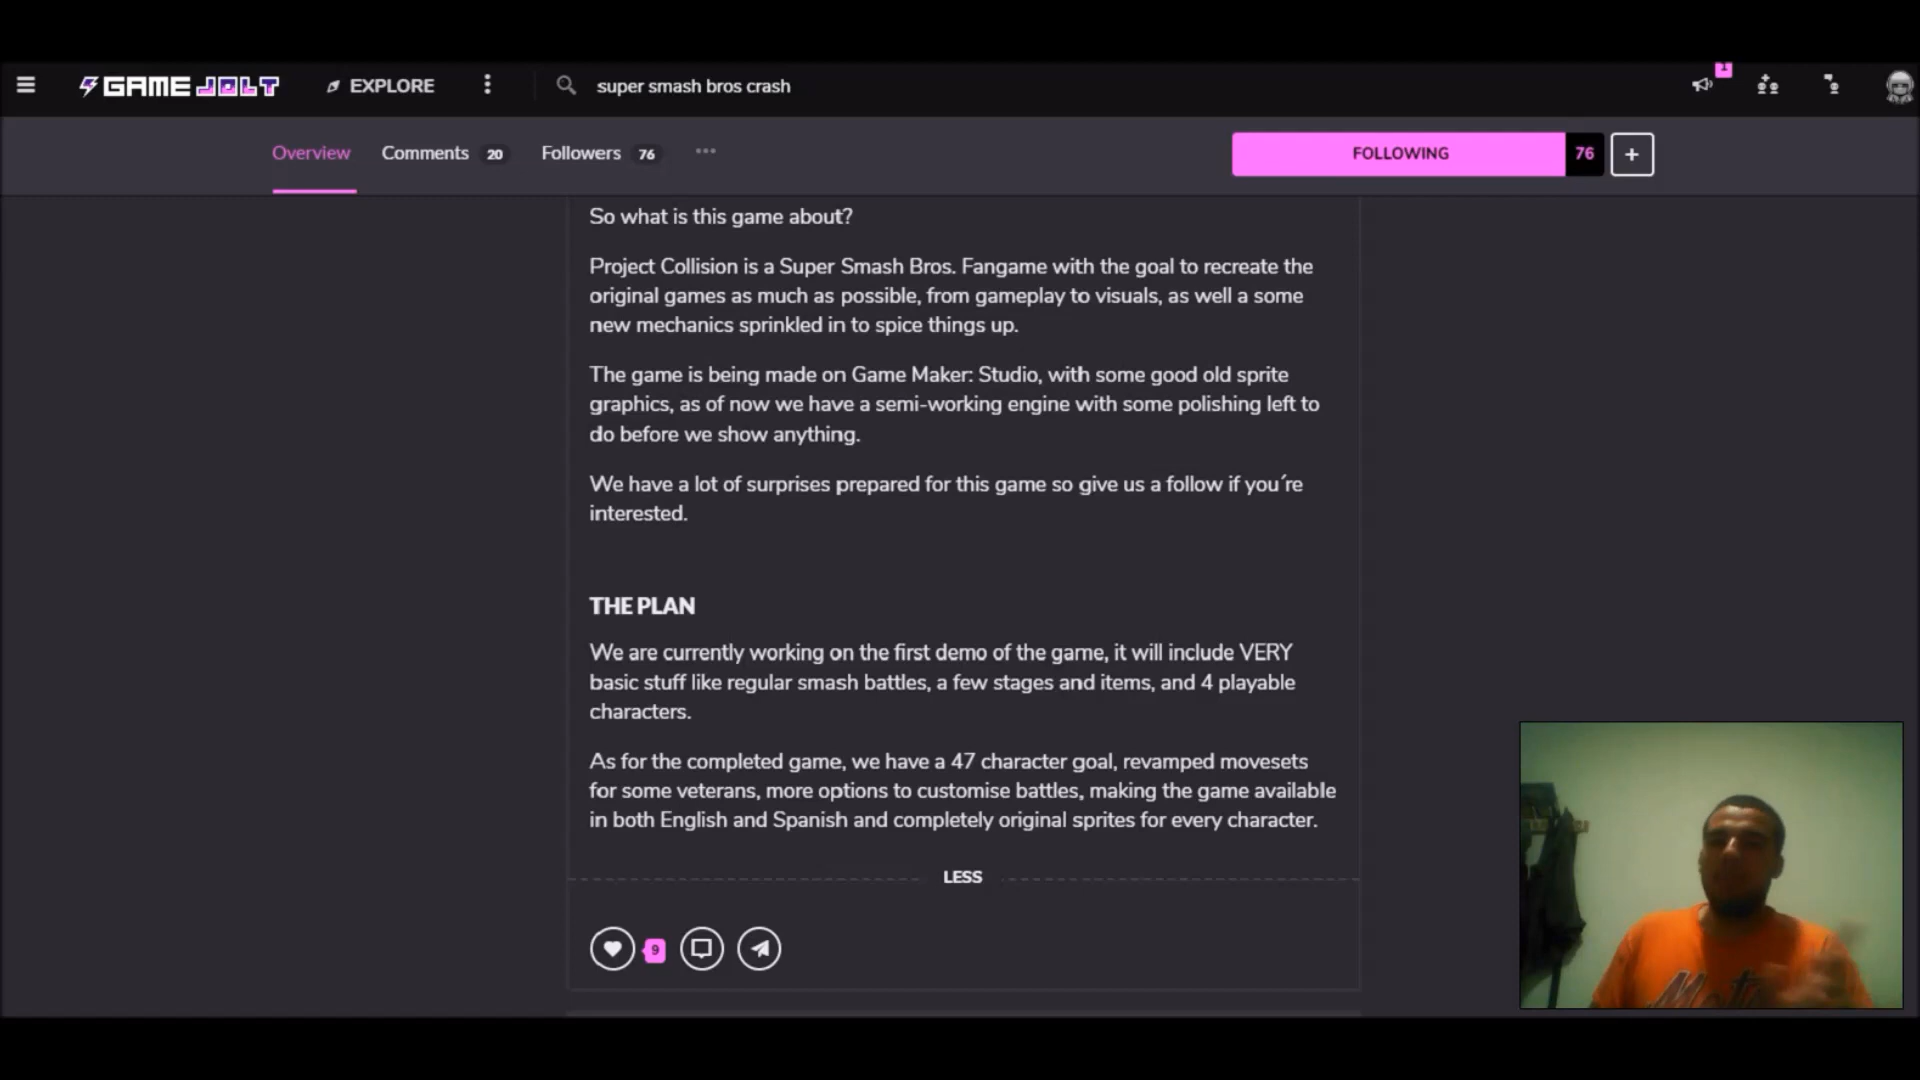 GAME JOLT EXPLORE super smash bros crash 1
Overview Comments 20 Followers 76 FOLLOWING 76 +
So what is this game about?
Project Collision is a Super Smash Bros. Fangame with the goal to recreate the
original games as much as possible, from gameplay to visuals, as well a some
new mechanics sprinkled in to spice things up.
The game is being made on Game Maker: Studio, with some good old sprite
graphics, as of now we have a semi-working engine with some polishing left to
do before we show anything.
We have a lot of surprises prepared for this game so give us a follow if you´re
interested.
THE PLAN
We are currently working on the first demo of the game, it will include VERY
basic stuff like regular smash battles, a few stages and items, and 4 playable
characters.
As for the completed game, we have a 47 character goal, revamped movesets
for some veterans, more options to customise battles, making the game available
in both English and Spanish and completely original sprites for every character.
LESS
9